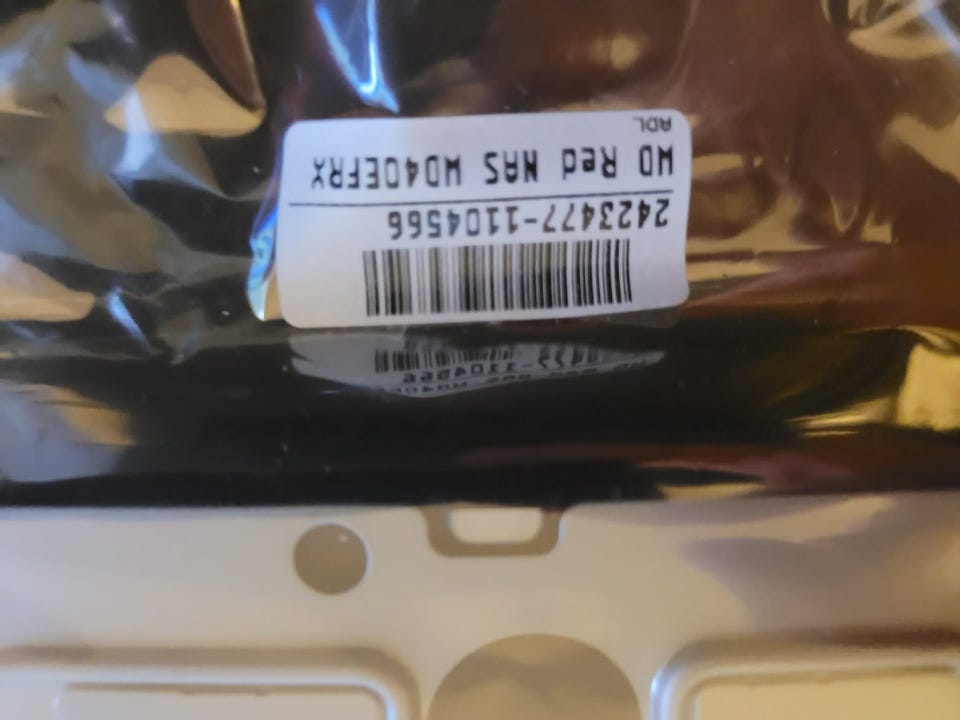 2423477-1104566
WD Red NAS WD40EFRX
ADL